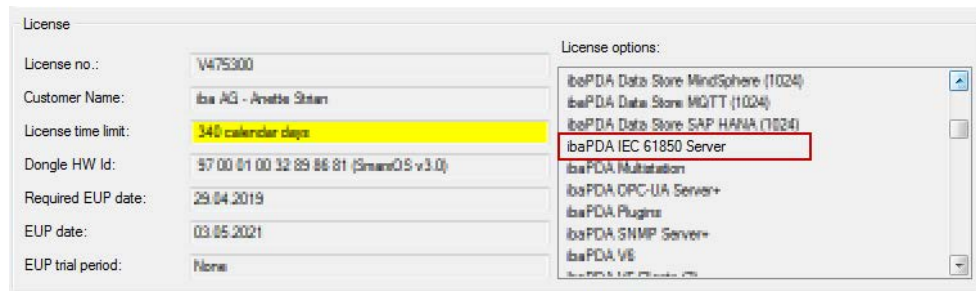 License
License no.: V475300
Customer Name: iba AG - Anette Strian
License time limit: 340 calendar days
Dongle HW Id: 97 00 01 00 32 89 86 81 (SmarxOS v3.0)
Required EUP date: 29.04.2019
EUP date: 03.05.2021
EUP trial period: None
License options:
ibaPDA Data Store MindSphere (1024)
ibaPDA Data Store MQTT (1024)
ibaPDA Data Store SAP HANA (1024)
ibaPDA IEC 61850 Server
ibaPDA Multistation
ibaPDA OPC-UA Server+
ibaPDA Plugins
ibaPDA SNMP Server+
ibaPDA V6